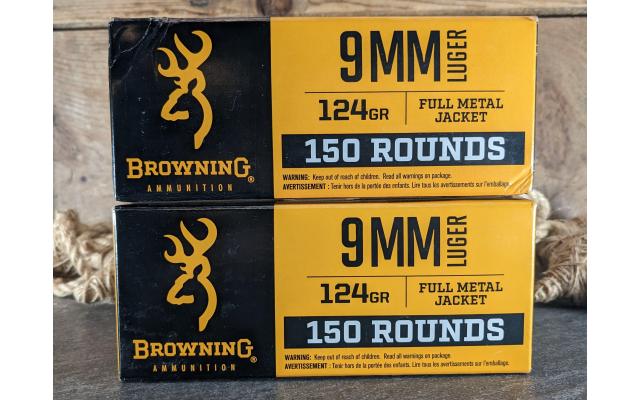 BROWNING®
AMMUNITION
9MM LUGER
124GR
FULL METAL
JACKET
150 ROUNDS
WARNING: Keep out of reach of children. Read all warnings on package.
AVERTISSEMENT : Tenir hors de la portée des enfants. Lire tous les avertissements sur l'emballage.
BROWNING®
AMMUNITION
9MM LUGER
124GR
FULL METAL
JACKET
150 ROUNDS
WARNING: Keep out of reach of children. Read all warnings on package.
AVERTISSEMENT : Tenir hors de la portée des enfants. Lire tous les avertissements sur l'emballage.